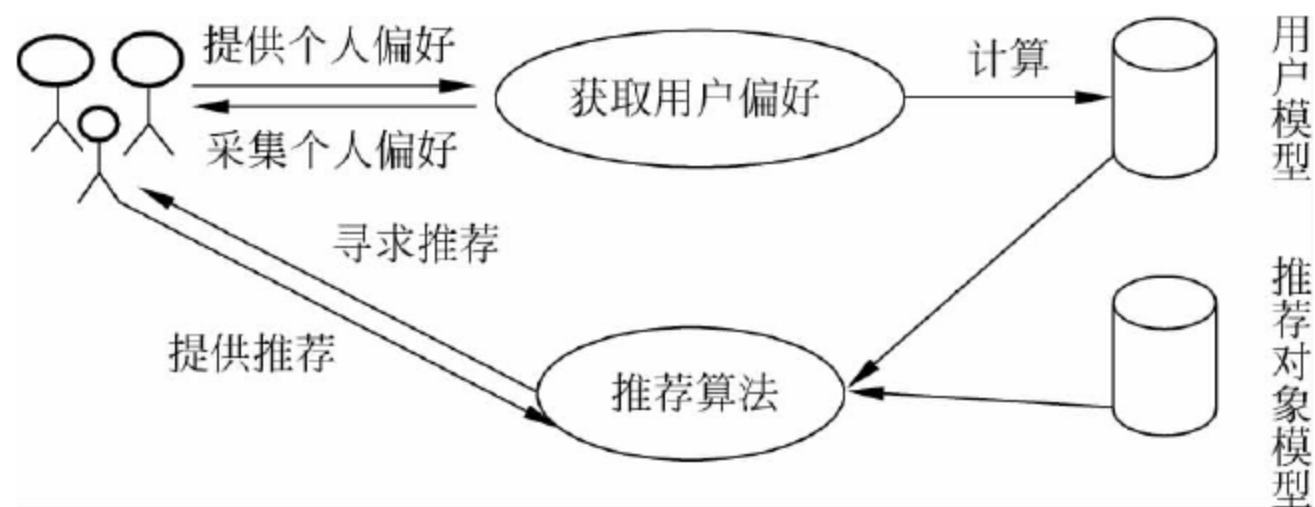 提供个人偏好
采集个人偏好
获取用户偏好
计算
用户模型
寻求推荐
提供推荐
推荐算法
推荐对象模型